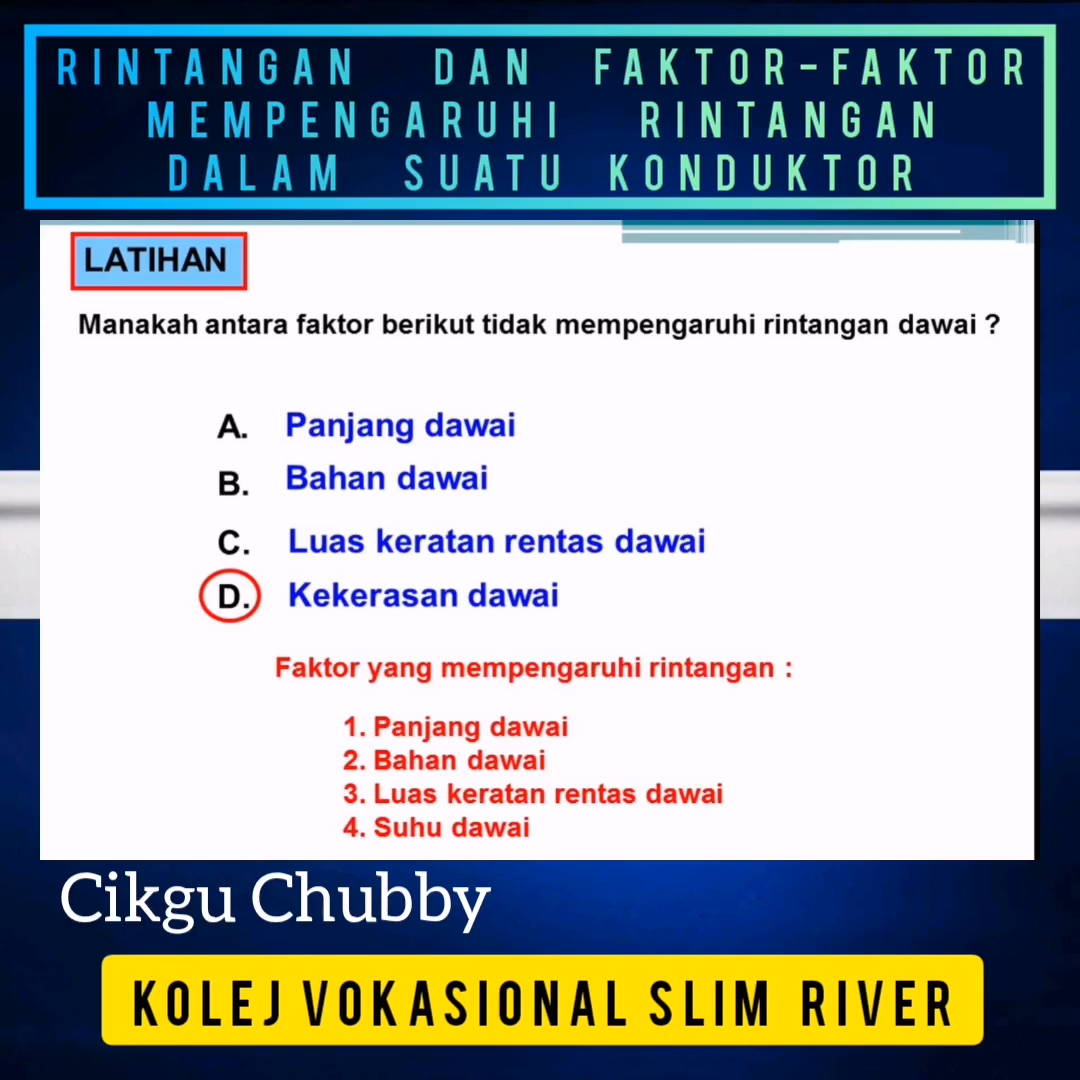 RINTANGAN DAN FAKTOR-FAKTOR
MEMPENGARUHI RINTANGAN
DALAM SUATU KONDUKTOR
LATIHAN
Manakah antara faktor berikut tidak mempengaruhi rintangan dawai ?
A. Panjang dawai
B. Bahan dawai
C. Luas keratan rentas dawai
D. Kekerasan dawai
Faktor yang mempengaruhi rintangan :
1. Panjang dawai
2. Bahan dawai
3. Luas keratan rentas dawai
4. Suhu dawai
Cikgu Chubby
KOLEJ VOKASIONAL SLIM RIVER